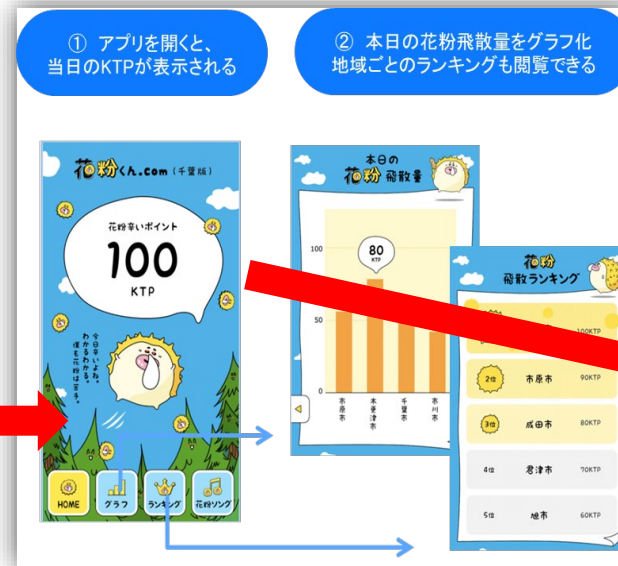 ① アプリを開くと、
当日のKTPが表示される
② 本日の花粉飛散量をグラフ化
地域ごとのランキングも閲覧できる
花粉くん.com(千葉版)
花粉辛いポイント
100
KTP
今日辛いよね。
わかるわかる。
僕も花粉は苦手。
HOME
グラフ
ランキング
花粉ソング
本日の
花粉飛散量
100
80
KTP
50
0
市原市
木更津市
千葉市
市川市
花粉
飛散ランキング
100KTP
2位 市原市 90KTP
3位 成田市 80KTP
4位 君津市 70KTP
5位 旭市 60KTP